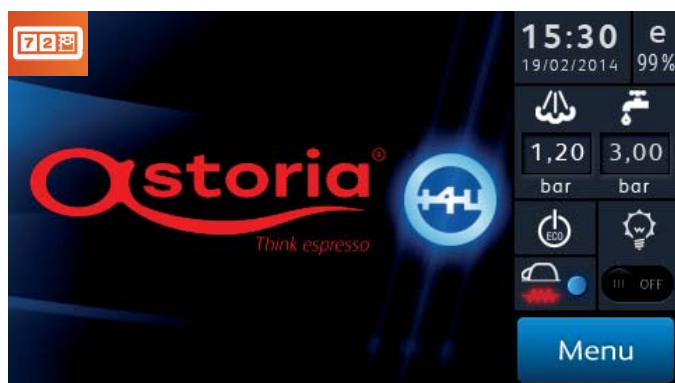 72
15:30
19/02/2014
e
99%
1,20
bar
3,00
bar
astoria®
+4U
Think espresso
ECO
OFF
Menu